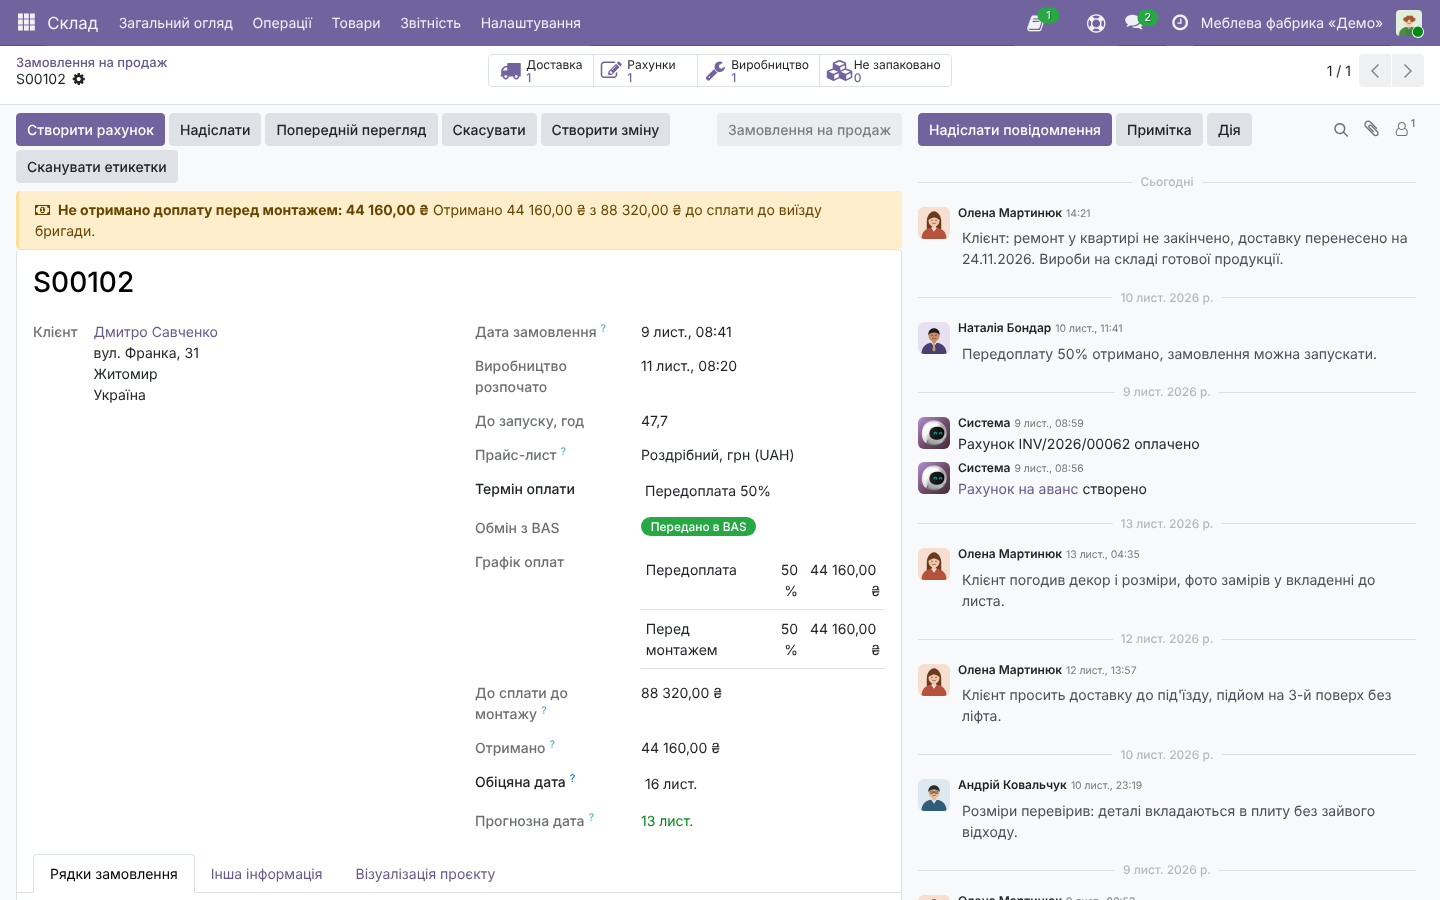 Склад
Загальний огляд
Операції
Товари
Звітність
Налаштування
1
2
Меблева фабрика «Демо»
Замовлення на продаж
S00102
Доставка
1
Рахунки
1
Виробництво
1
Не запаковано
0
1 / 1
Створити рахунок
Надіслати
Попередній перегляд
Скасувати
Створити зміну
Сканувати етикетки
Замовлення на продаж
Надіслати повідомлення
Примітка
Дія
1
Не отримано доплату перед монтажем: 44 160,00 ₴ Отримано 44 160,00 ₴ з 88 320,00 ₴ до сплати до виїзду
бригади.
S00102
Клієнт
Дмитро Савченко
вул. Франка, 31
Житомир
Україна
Дата замовлення ?
9 лист., 08:41
Виробництво
розпочато
11 лист., 08:20
До запуску, год
47,7
Прайс-лист ?
Роздрібний, грн (UAH)
Термін оплати
Передоплата 50%
Обмін з BAS
Передано в BAS
Графік оплат
Передоплата
50
%
44 160,00
₴
Перед
монтажем
50
%
44 160,00
₴
До сплати до
монтажу ?
88 320,00 ₴
Отримано ?
44 160,00 ₴
Обіцяна дата ?
16 лист.
Прогнозна дата ?
13 лист.
Рядки замовлення
Інша інформація
Візуалізація проєкту
Сьогодні
Олена Мартинюк 14:21
Клієнт: ремонт у квартирі не закінчено, доставку перенесено на
24.11.2026. Вироби на складі готової продукції.
10 лист. 2026 р.
Наталія Бондар 10 лист., 11:41
Передоплату 50% отримано, замовлення можна запускати.
9 лист. 2026 р.
Система 9 лист., 08:59
Рахунок INV/2026/00062 оплачено
Система 9 лист., 08:56
Рахунок на аванс створено
13 лист. 2026 р.
Олена Мартинюк 13 лист., 04:35
Клієнт погодив декор і розміри, фото замірів у вкладенні до
листа.
12 лист. 2026 р.
Олена Мартинюк 12 лист., 13:57
Клієнт просить доставку до під'їзду, підйом на 3-й поверх без
ліфта.
10 лист. 2026 р.
Андрій Ковальчук 10 лист., 23:19
Розміри перевірив: деталі вкладаються в плиту без зайвого
відходу.
9 лист. 2026 р.
Олена Мартинюк